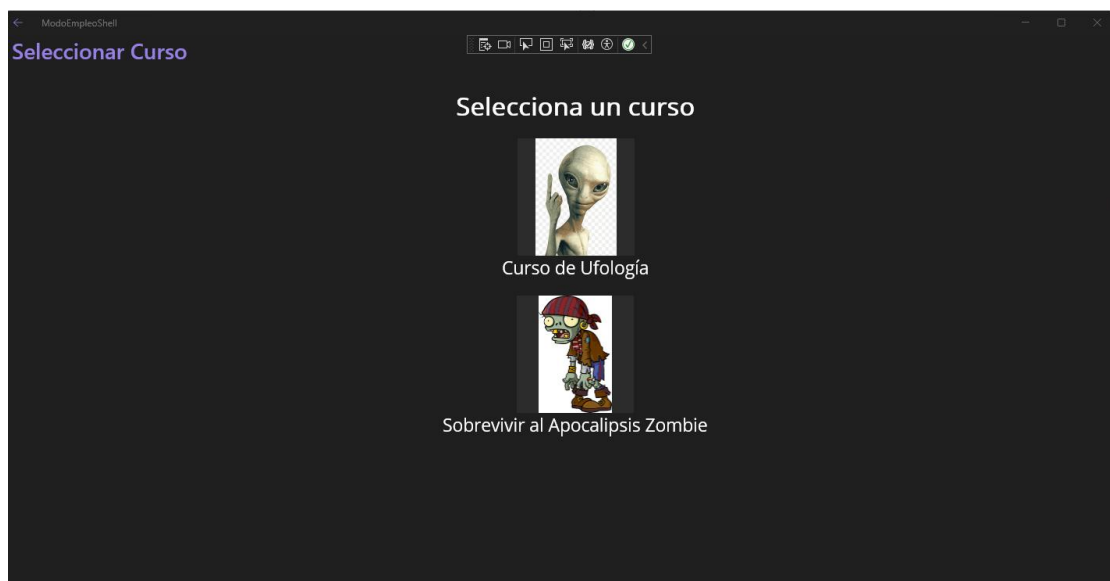 ModoEmpleoShell
Seleccionar Curso
Selecciona un curso
Curso de Ufología
Sobrevivir al Apocalipsis Zombie